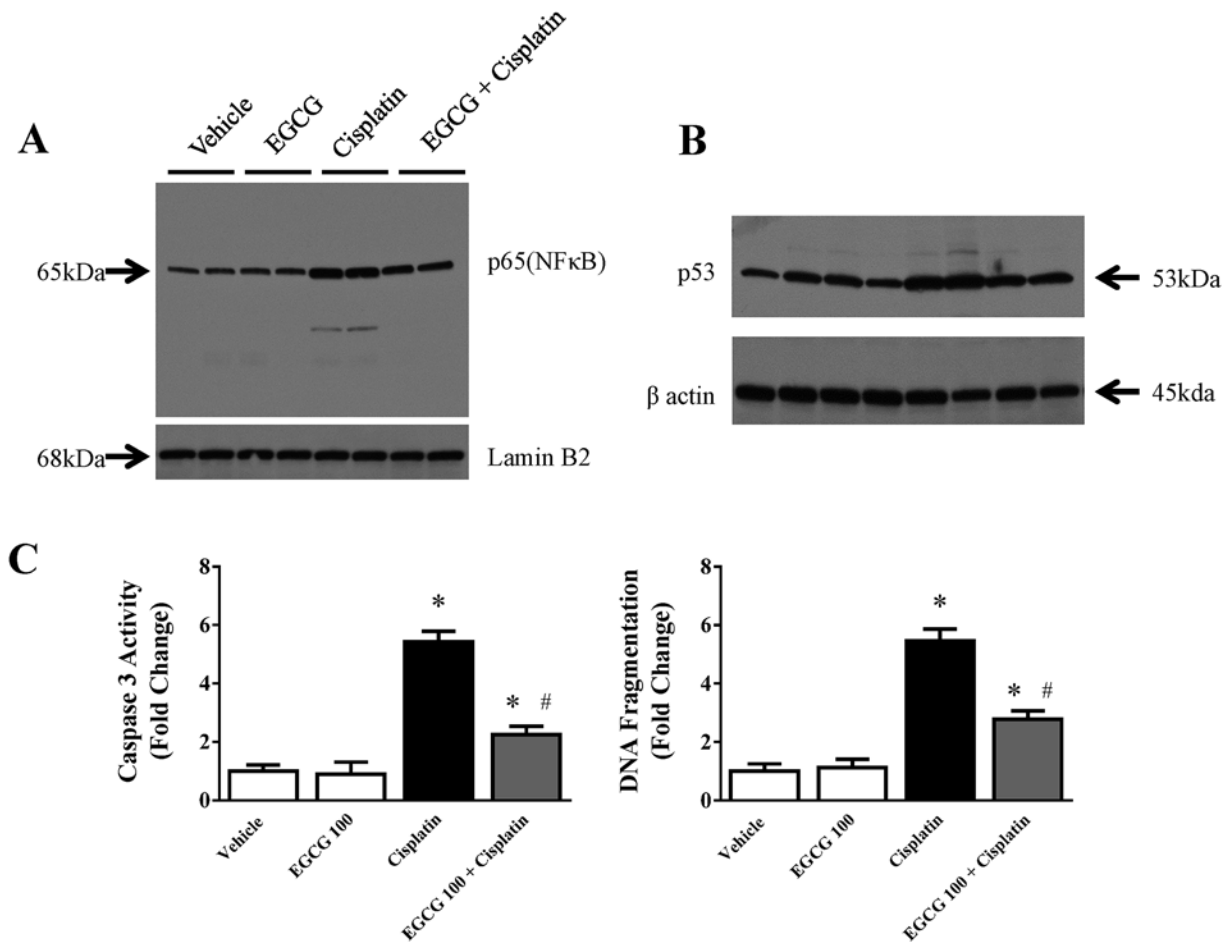 A
Vehicle
EGCG
Cisplatin
EGCG + Cisplatin
65kDa
p65(NFκB)
68kDa
Lamin B2
B
p53
53kDa
β actin
45kda
C
Caspase 3 Activity
(Fold Change)
8
6
4
2
0
*
* #
Vehicle
EGCG 100
Cisplatin
EGCG 100 + Cisplatin
DNA Fragmentation
(Fold Change)
8
6
4
2
0
*
* #
Vehicle
EGCG 100
Cisplatin
EGCG 100 + Cisplatin